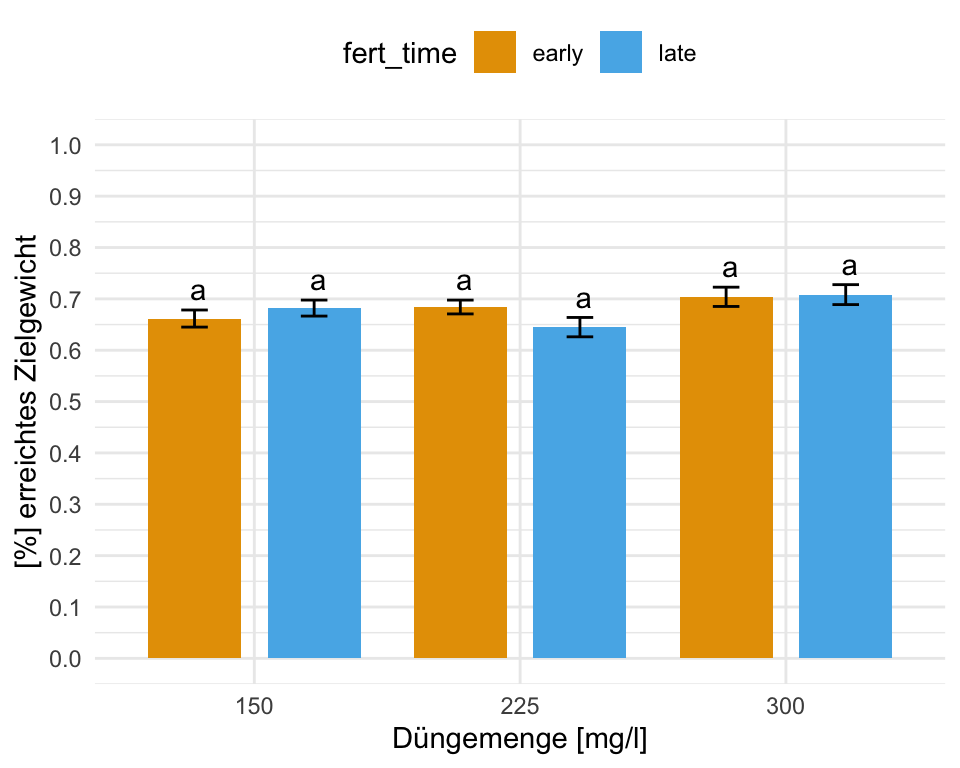 fert_time early late
1.0
0.9
0.8
0.7
0.6
0.5
0.4
0.3
0.2
0.1
0.0
[%] erreichtes Zielgewicht
a a a a a a
150 225 300
Düngemenge [mg/l]